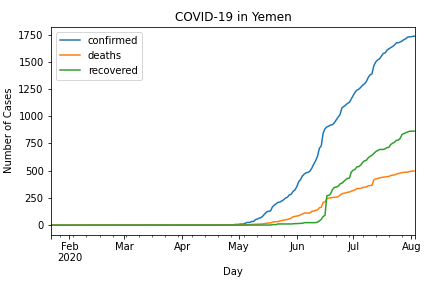 COVID-19 in Yemen
confirmed
deaths
recovered
Number of Cases
1750
1500
1250
1000
750
500
250
0
Feb Mar Apr May Jun Jul Aug
2020
Day